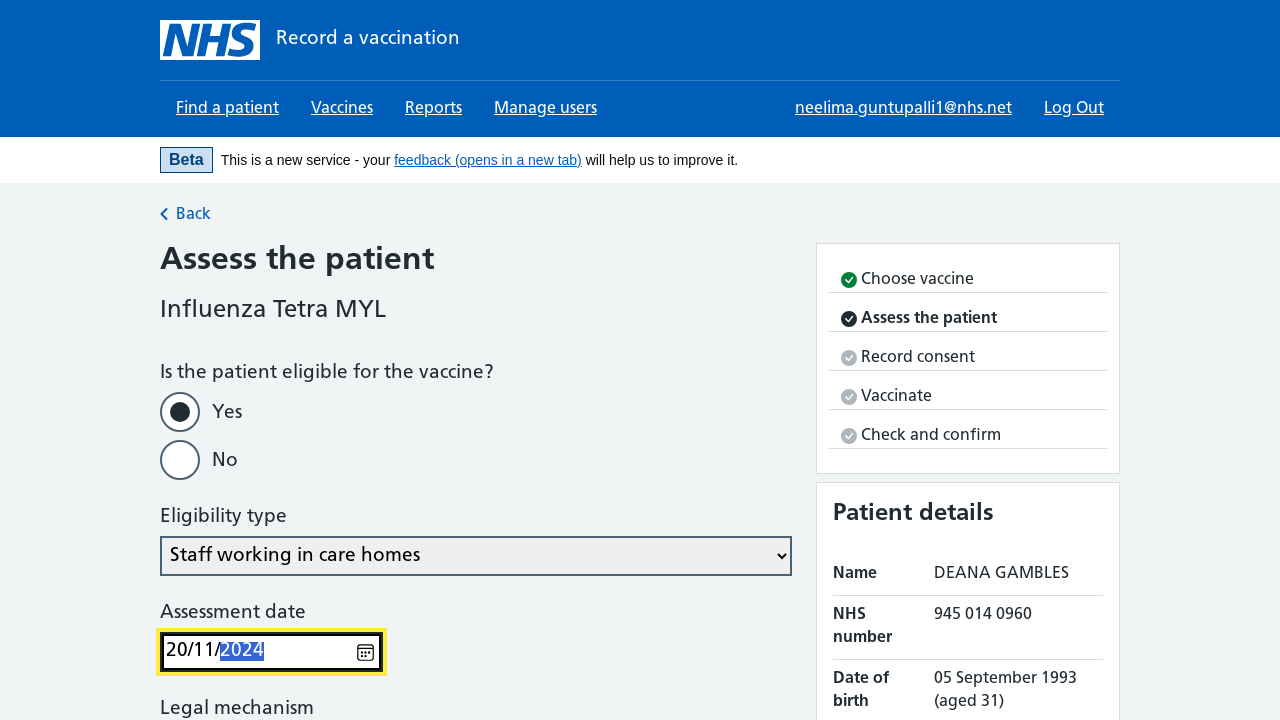 NHS Record a vaccination
Find a patient Vaccines Reports Manage users neelima.guntupalli1@nhs.net Log Out
Beta This is a new service - your feedback (opens in a new tab) will help us to improve it.
Back
Assess the patient
Influenza Tetra MYL
Is the patient eligible for the vaccine?
Yes
No
Eligibility type
Staff working in care homes
Assessment date
20/11/2024
Legal mechanism
Choose vaccine
Assess the patient
Record consent
Vaccinate
Check and confirm
Patient details
Name DEANA GAMBLES
NHS number 945 014 0960
Date of birth 05 September 1993 (aged 31)